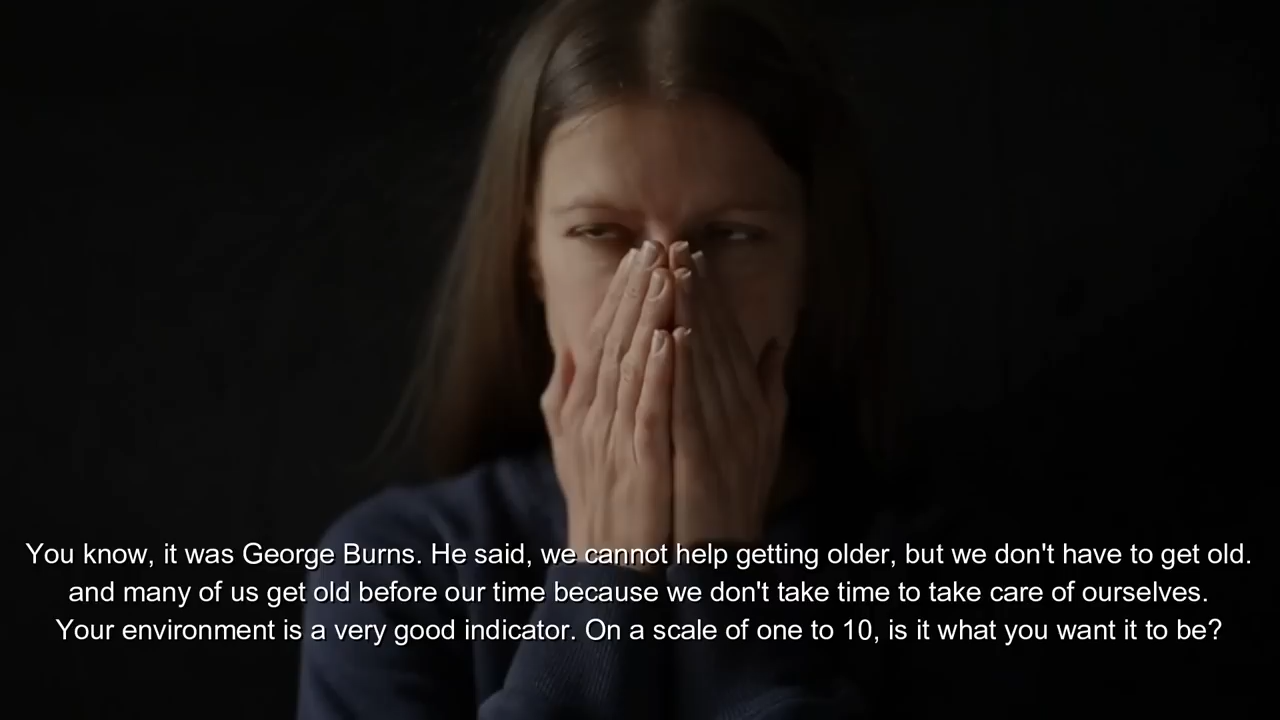 You know, it was George Burns. He said, we cannot help getting older, but we don't have to get old.
and many of us get old before our time because we don't take time to take care of ourselves.
Your environment is a very good indicator. On a scale of one to 10, is it what you want it to be?